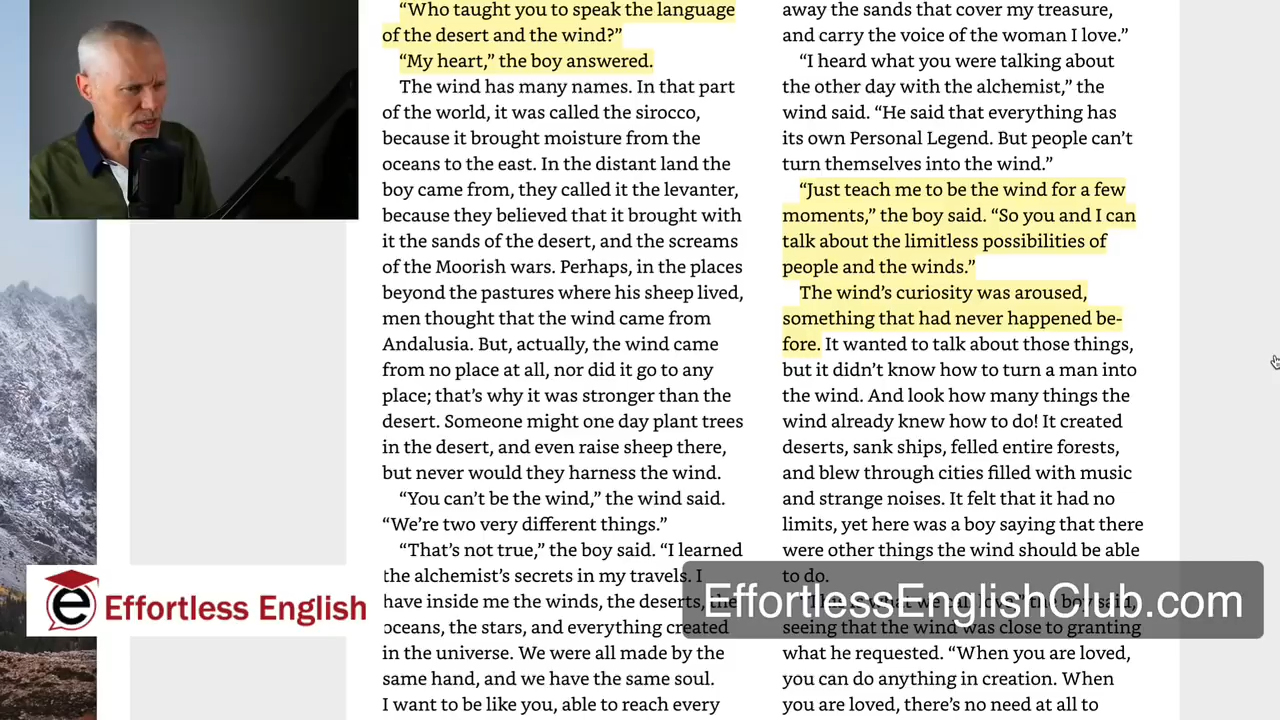 “Who taught you to speak the language
of the desert and the wind?”
“My heart,” the boy answered.
The wind has many names. In that part
of the world, it was called the sirocco,
because it brought moisture from the
oceans to the east. In the distant land the
boy came from, they called it the levanter,
because they believed that it brought with
it the sands of the desert, and the screams
of the Moorish wars. Perhaps, in the places
beyond the pastures where his sheep lived,
men thought that the wind came from
Andalusia. But, actually, the wind came
from no place at all, nor did it go to any
place; that’s why it was stronger than the
desert. Someone might one day plant trees
in the desert, and even raise sheep there,
but never would they harness the wind.
“You can’t be the wind,” the wind said.
“We’re two very different things.”
“That’s not true,” the boy said. “I learned
the alchemist’s secrets in my travels. I
have inside me the winds, the deserts, the
oceans, the stars, and everything created
in the universe. We were all made by the
same hand, and we have the same soul.
I want to be like you, able to reach every
away the sands that cover my treasure,
and carry the voice of the woman I love.”
“I heard what you were talking about
the other day with the alchemist,” the
wind said. “He said that everything has
its own Personal Legend. But people can’t
turn themselves into the wind.”
“Just teach me to be the wind for a few
moments,” the boy said. “So you and I can
talk about the limitless possibilities of
people and the winds.”
The wind’s curiosity was aroused,
something that had never happened be-
fore. It wanted to talk about those things,
but it didn’t know how to turn a man into
the wind. And look how many things the
wind already knew how to do! It created
deserts, sank ships, felled entire forests,
and blew through cities filled with music
and strange noises. It felt that it had no
limits, yet here was a boy saying that there
were other things the wind should be able
to do.
“This is what we call love,” the boy said,
seeing that the wind was close to granting
what he requested. “When you are loved,
you can do anything in creation. When
you are loved, there’s no need at all to
Effortless English
EffortlessEnglishClub.com